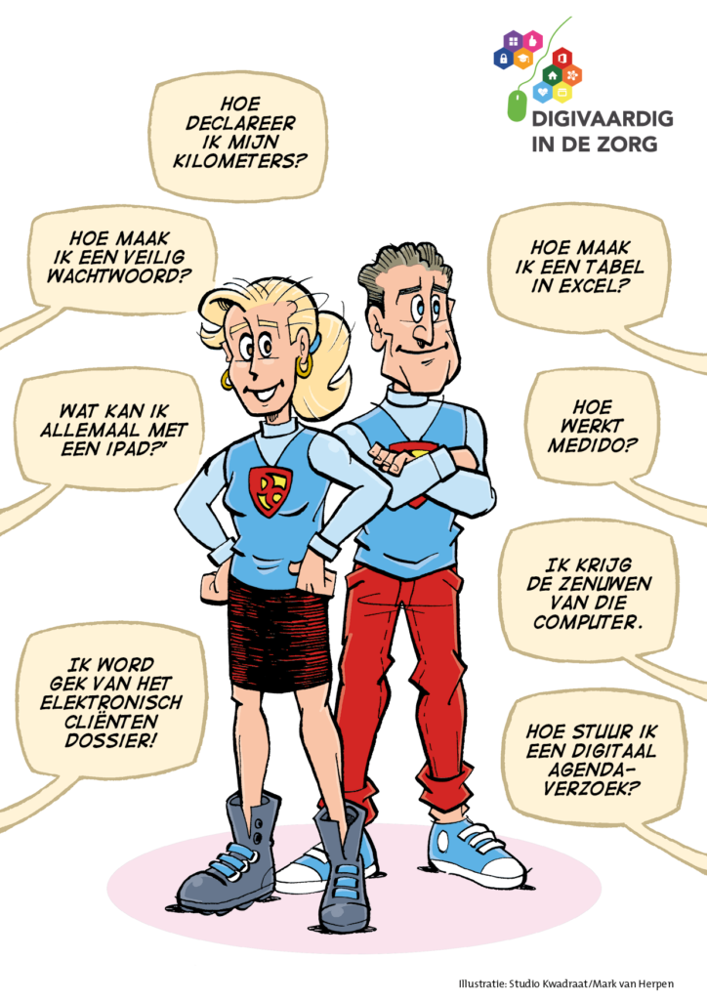 DIGIVAARDIG
IN DE ZORG
HOE
DECLAREER
IK MIJN
KILOMETERS?
HOE MAAK
IK EEN VEILIG
WACHTWOORD?
HOE MAAK
IK EEN TABEL
IN EXCEL?
WAT KAN IK
ALLEMAAL MET
EEN IPAD?'
HOE
WERKT
MEDIDO?
IK KRIJG
DE ZENUWEN
VAN DIE
COMPUTER.
IK WORD
GEK VAN HET
ELEKTRONISCH
CLIËNTEN
DOSSIER!
HOE STUUR IK
EEN DIGITAAL
AGENDA-
VERZOEK?
Illustratie: Studio Kwadraat/Mark van Herpen